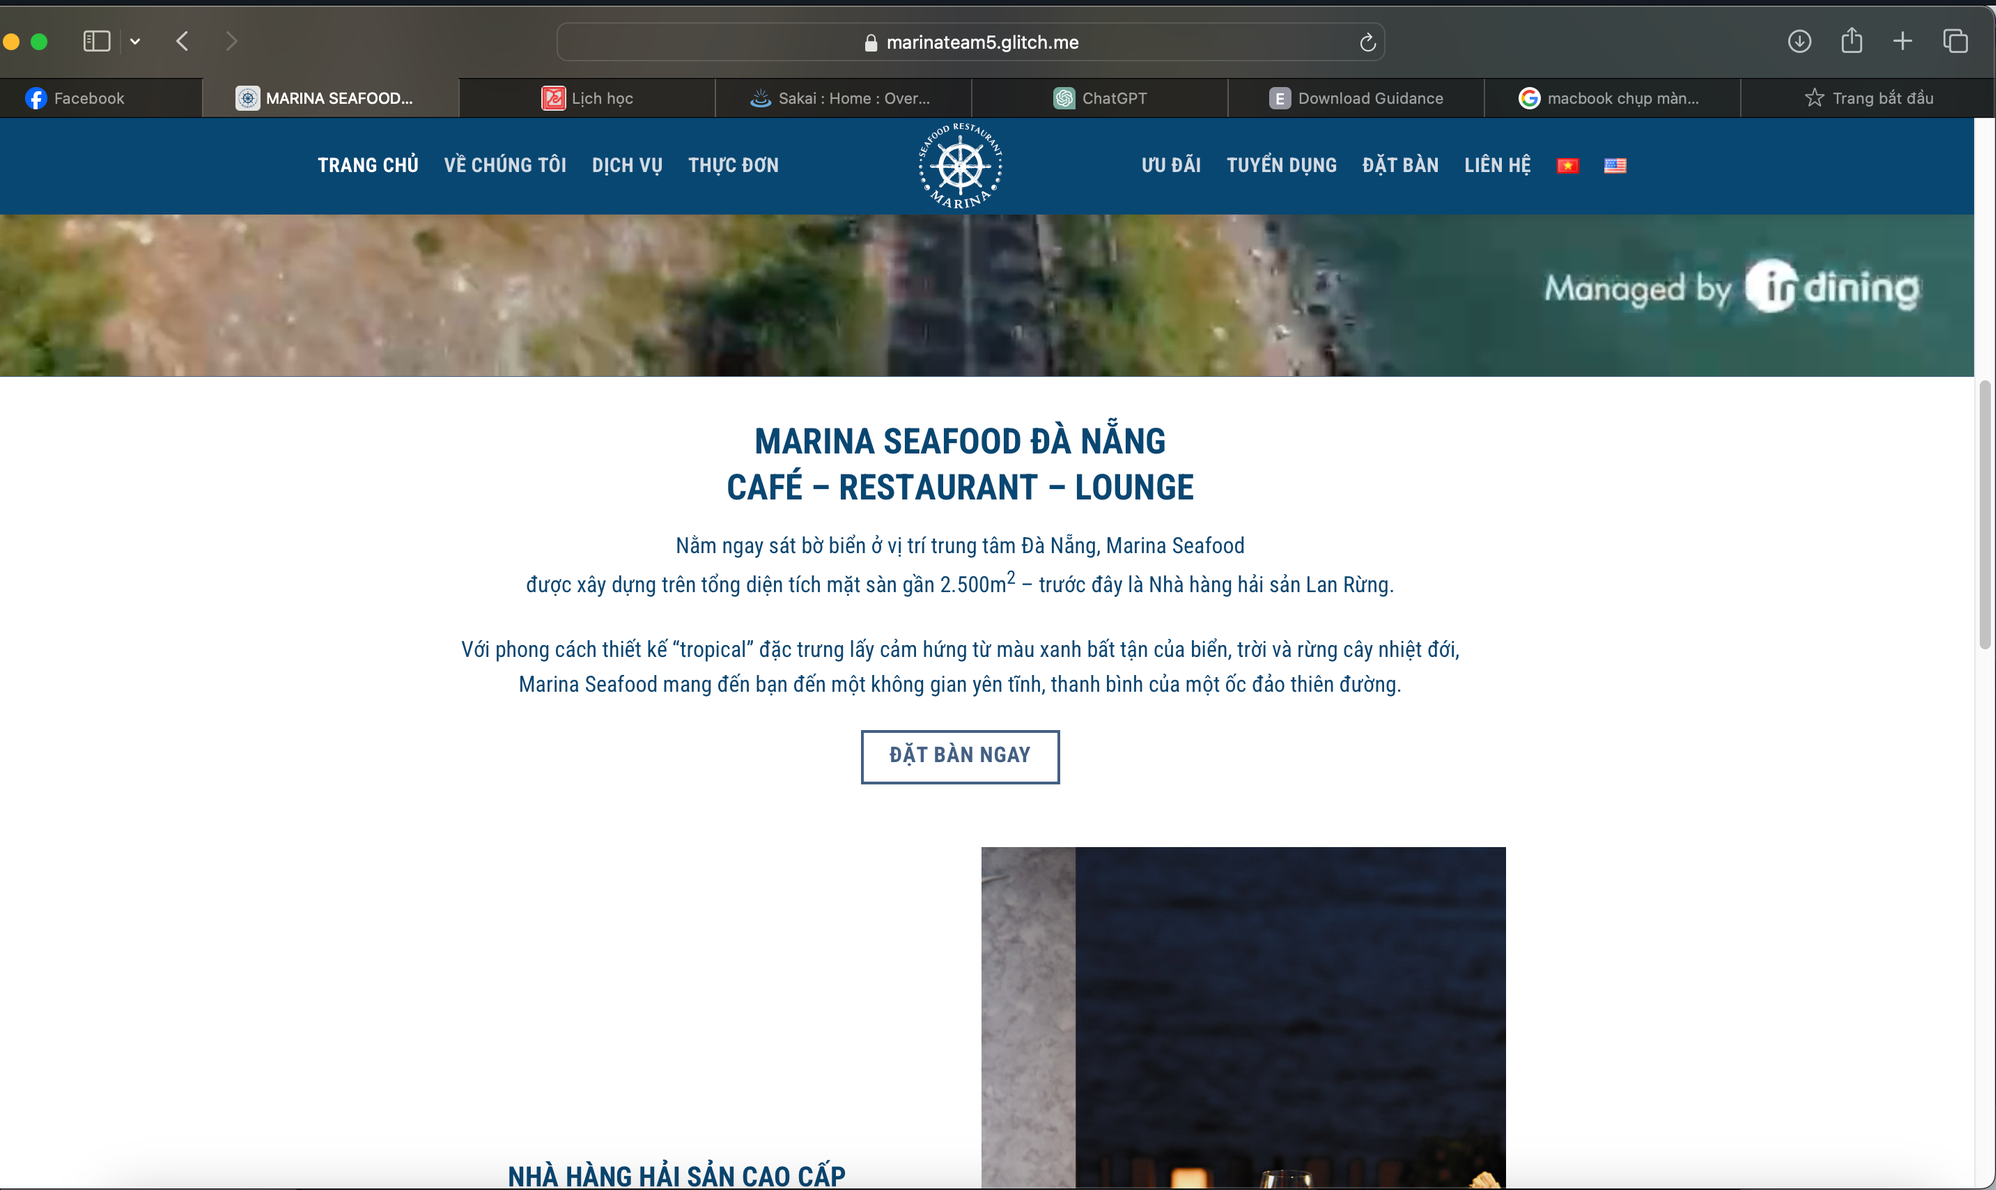 marinateam5.glitch.me
Facebook
MARINA SEAFOOD...
Lịch học
Sakai : Home : Over...
ChatGPT
E Download Guidance
macbook chụp màn...
Trang bắt đầu
TRANG CHỦ
VỀ CHÚNG TÔI
DỊCH VỤ
THỰC ĐƠN
SEAFOOD RESTAURANT
MARINA
ƯU ĐÃI
TUYỂN DỤNG
ĐẶT BÀN
LIÊN HỆ
Managed by in dining
MARINA SEAFOOD ĐÀ NẴNG
CAFÉ – RESTAURANT – LOUNGE
Nằm ngay sát bờ biển ở vị trí trung tâm Đà Nẵng, Marina Seafood
được xây dựng trên tổng diện tích mặt sàn gần 2.500m² – trước đây là Nhà hàng hải sản Lan Rừng.
Với phong cách thiết kế “tropical” đặc trưng lấy cảm hứng từ màu xanh bất tận của biển, trời và rừng cây nhiệt đới,
Marina Seafood mang đến bạn đến một không gian yên tĩnh, thanh bình của một ốc đảo thiên đường.
ĐẶT BÀN NGAY
NHÀ HÀNG HẢI SẢN CAO CẤP